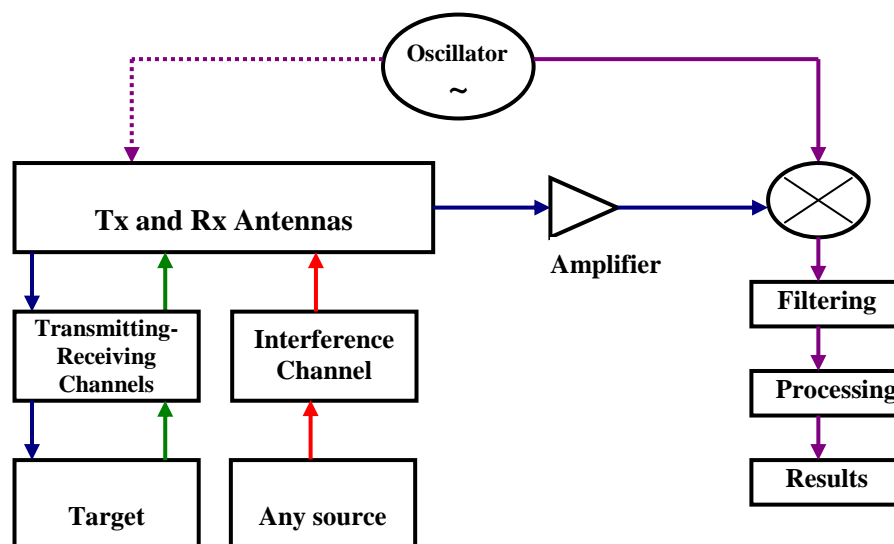 Oscillator
~
Tx and Rx Antennas
Amplifier
Filtering
Transmitting-
Receiving
Channels
Interference
Channel
Processing
Results
Target
Any source